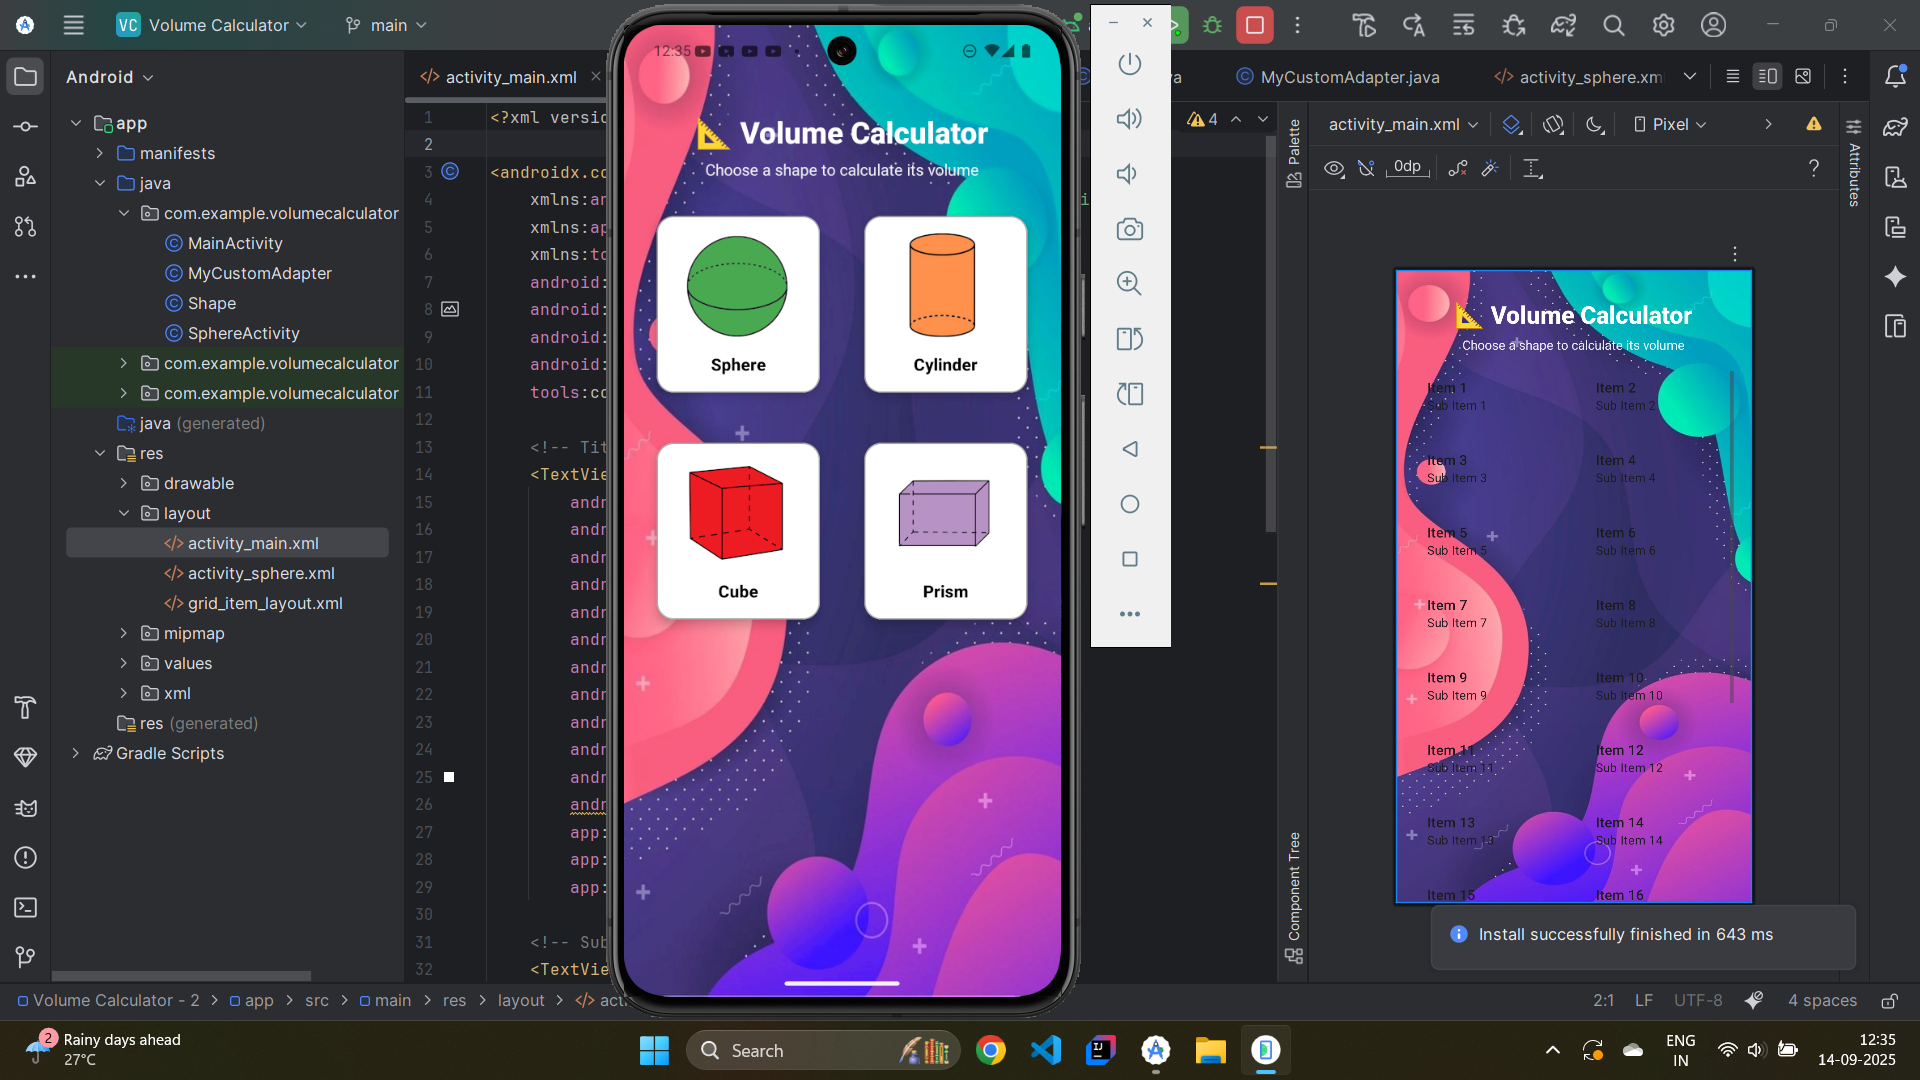 VC Volume Calculator main
Android
app
manifests
java
com.example.volumecalculator
MainActivity
MyCustomAdapter
Shape
SphereActivity
com.example.volumecalculator
com.example.volumecalculator
java (generated)
res
drawable
layout
activity_main.xml
activity_sphere.xml
grid_item_layout.xml
mipmap
values
xml
res (generated)
Gradle Scripts
activity_main.xml
MyCustomAdapter.java
activity_sphere.xm
1 <?xml versio
2
3 <androidx.co
4 xmlns:an
5 xmlns:ap
6 xmlns:to
7 android:
8 android:
9 android:
10 android:
11 tools:co
12
13 <!-- Tit
14 <TextVie
15 andr
16 andr
17 andr
18 andr
19 andr
20 andr
21 andr
22 andr
23 andr
24 andr
25 andr
26 andr
27 app:
28 app:
29 app:
30
31 <!-- Sub
32 <TextVie
4
12:35
📐 Volume Calculator
Choose a shape to calculate its volume
Sphere
Cylinder
Cube
Prism
Palette
Component Tree
Attributes
activity_main.xml Pixel
0dp
?
📐 Volume Calculator
Choose a shape to calculate its volume
Item 1 Item 2
Sub Item 1 Sub Item 2
Item 3 Item 4
Sub Item 3 Sub Item 4
Item 5 Item 6
Sub Item 5 Sub Item 6
Item 7 Item 8
Sub Item 7 Sub Item 8
Item 9 Item 10
Sub Item 9 Sub Item 10
Item 11 Item 12
Sub Item 11 Sub Item 12
Item 13 Item 14
Sub Item 13 Sub Item 14
Item 15 Item 16
Install successfully finished in 643 ms
Volume Calculator - 2 > app > src > main > res > layout > acti
2:1 LF UTF-8 4 spaces
2
Rainy days ahead
27°C
Search
ENG
IN
12:35
14-09-2025